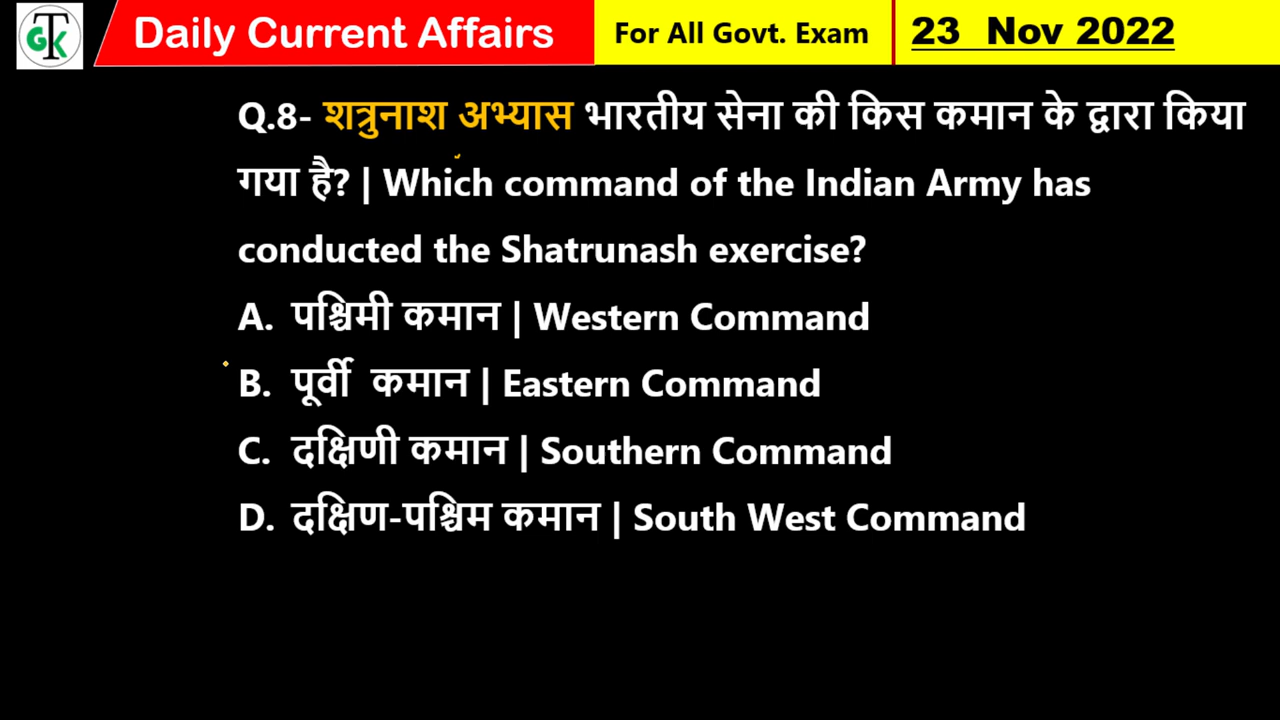 TGK Daily Current Affairs For All Govt. Exam 23 Nov 2022
Q.8- शत्रुनाश अभ्यास भारतीय सेना की किस कमान के द्वारा किया
गया है? | Which command of the Indian Army has
conducted the Shatrunash exercise?
A. पश्चिमी कमान | Western Command
B. पूर्वी कमान | Eastern Command
C. दक्षिणी कमान | Southern Command
D. दक्षिण-पश्चिम कमान | South West Command